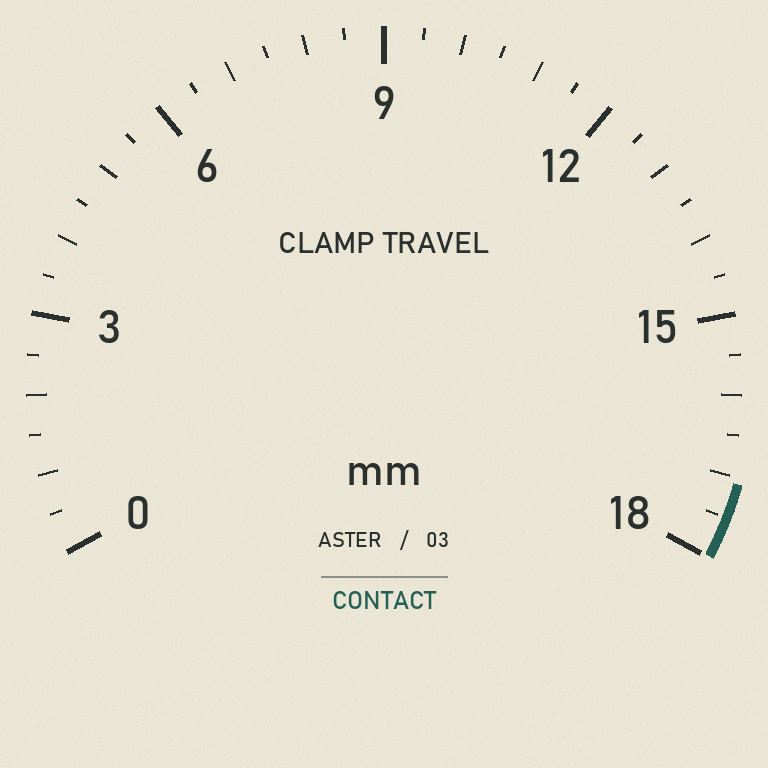 9
6 12
CLAMP TRAVEL
3 15
mm
0 18
ASTER / 03
CONTACT